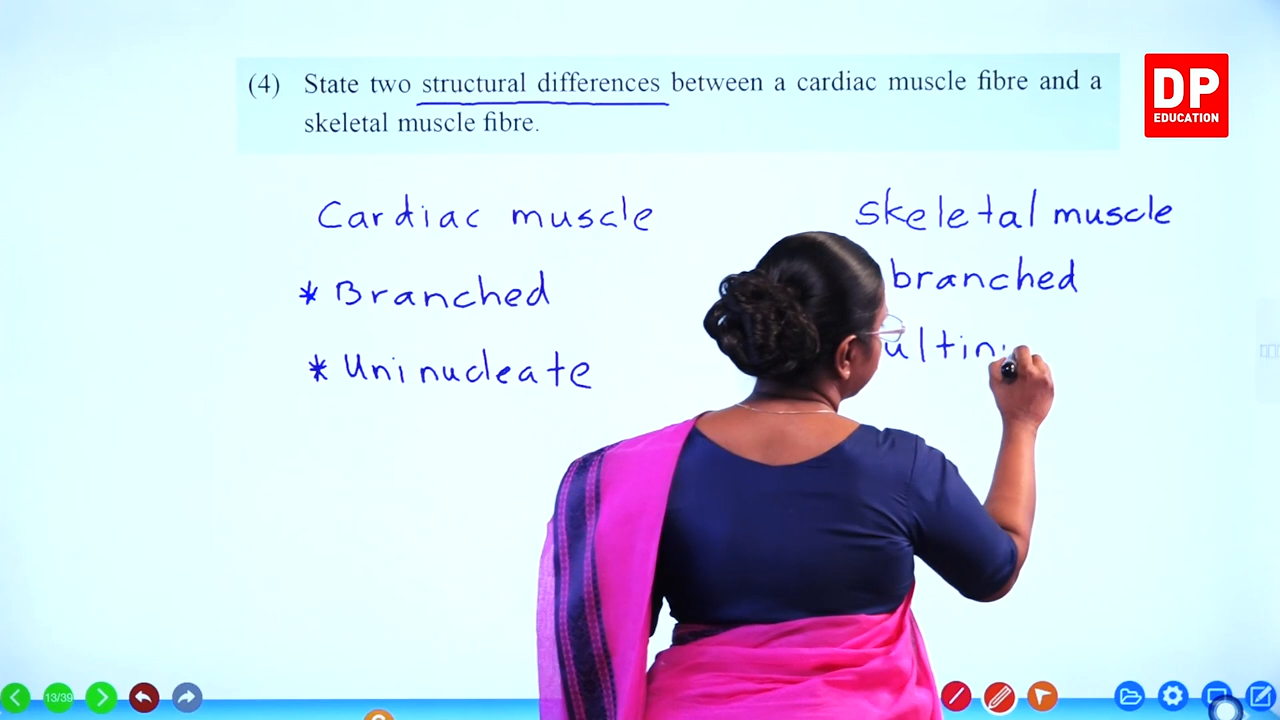 (4) State two structural differences between a cardiac muscle fibre and a
skeletal muscle fibre.
DP
EDUCATION
Cardiac muscle
Skeletal muscle
* Branched
branched
* Uninucleate
ultin
13/39